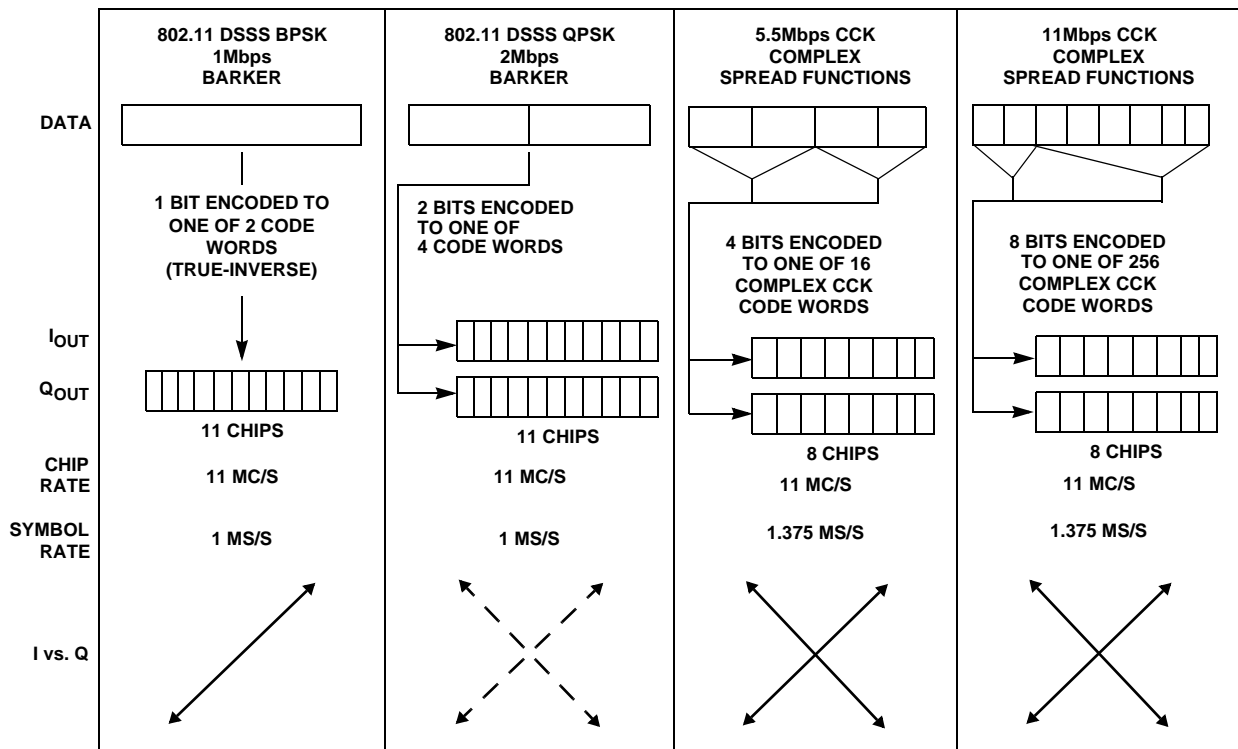 802.11 DSSS BPSK
1Mbps
BARKER
802.11 DSSS QPSK
2Mbps
BARKER
5.5Mbps CCK
COMPLEX
SPREAD FUNCTIONS
11Mbps CCK
COMPLEX
SPREAD FUNCTIONS
DATA
1 BIT ENCODED TO
ONE OF 2 CODE
WORDS
(TRUE-INVERSE)
2 BITS ENCODED
TO ONE OF
4 CODE WORDS
4 BITS ENCODED
TO ONE OF 16
COMPLEX CCK
CODE WORDS
8 BITS ENCODED
TO ONE OF 256
COMPLEX CCK
CODE WORDS
IOUT
QOUT
11 CHIPS
11 CHIPS
8 CHIPS
8 CHIPS
CHIP
RATE
11 MC/S
11 MC/S
11 MC/S
11 MC/S
SYMBOL
RATE
1 MS/S
1 MS/S
1.375 MS/S
1.375 MS/S
I vs. Q